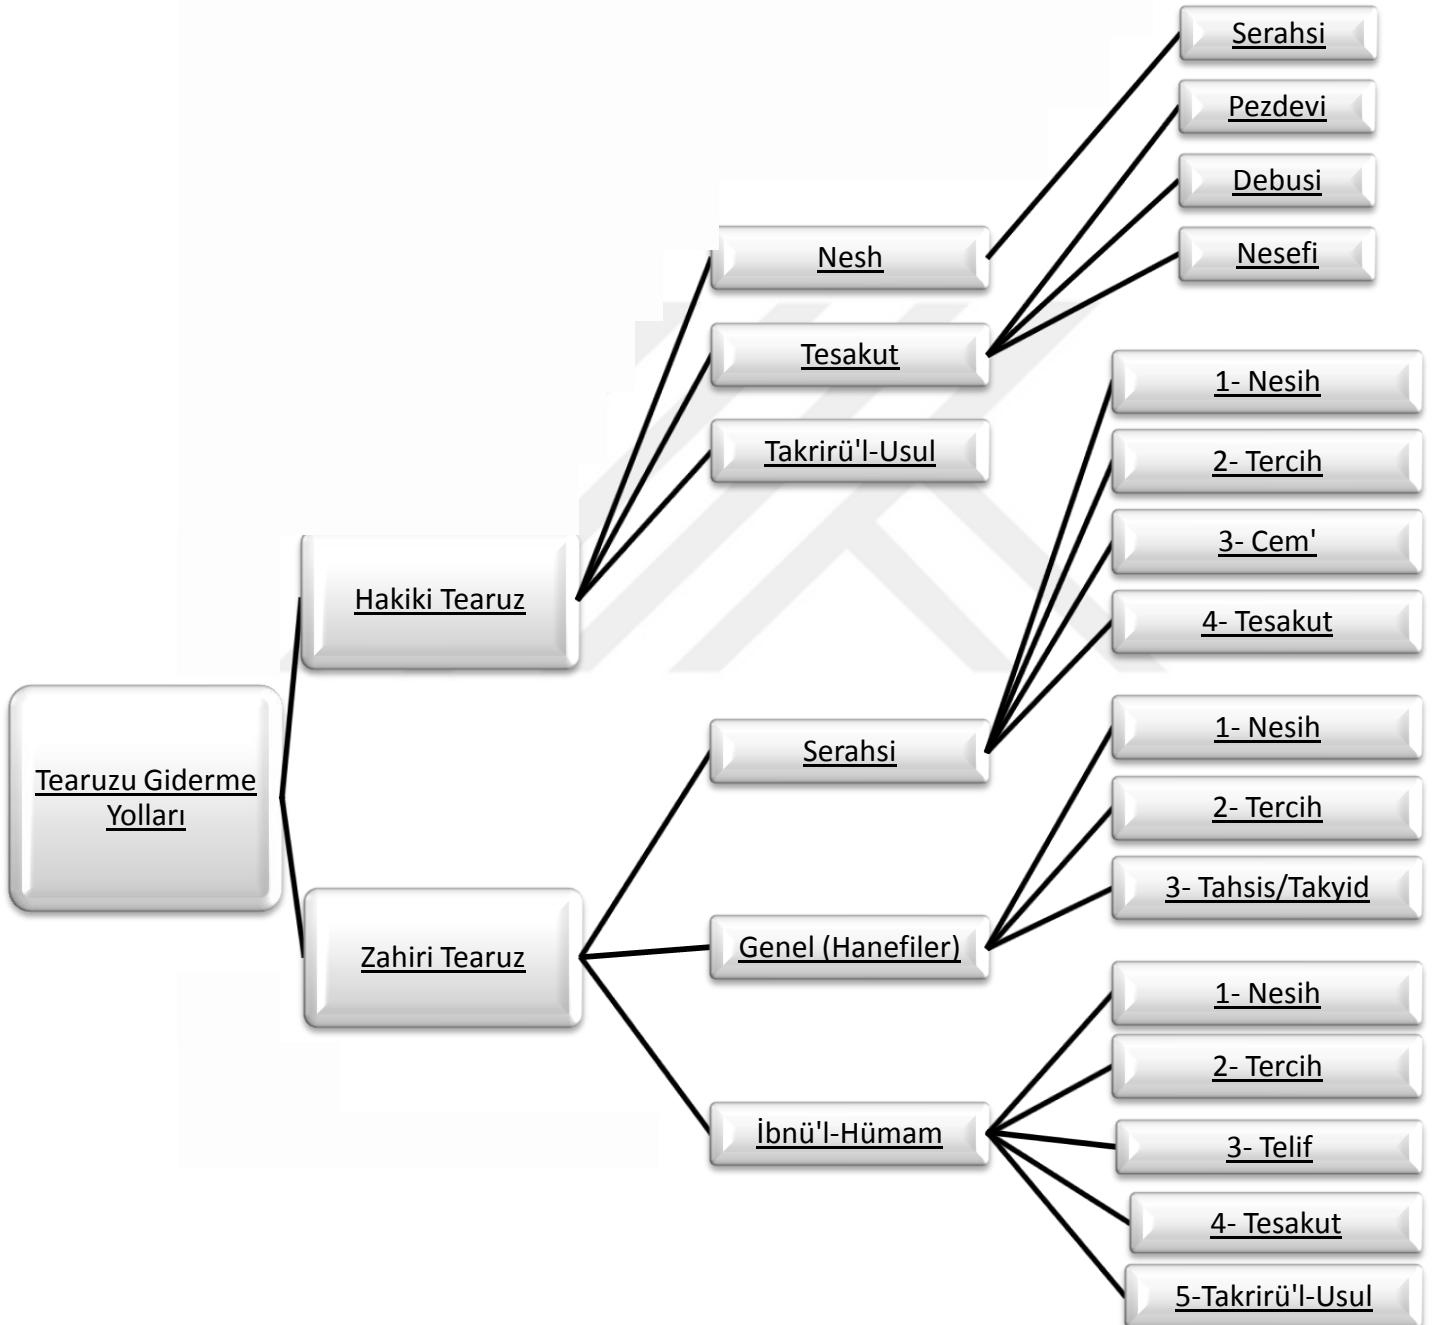 Tearuzu Giderme
Yolları
Hakiki Tearuz
Nesh
Serahsi
Tesakut
Pezdevi
Debusi
Nesefi
Takrirü'l-Usul
Zahiri Tearuz
Serahsi
1- Nesih
2- Tercih
3- Cem'
4- Tesakut
Genel (Hanefiler)
1- Nesih
2- Tercih
3- Tahsis/Takyid
İbnü'l-Hümam
1- Nesih
2- Tercih
3- Telif
4- Tesakut
5-Takrirü'l-Usul